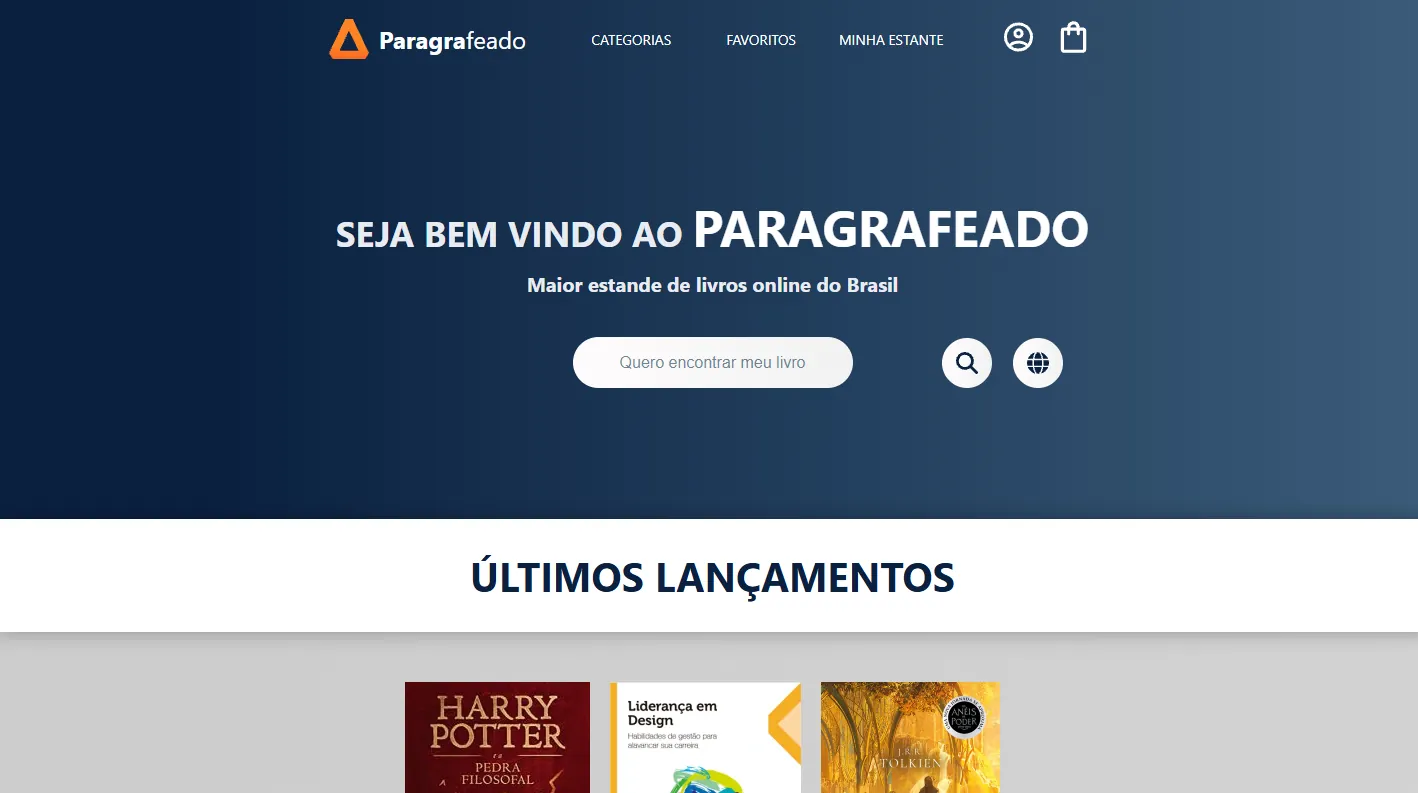 Paragrafeado
CATEGORIAS
FAVORITOS
MINHA ESTANTE
SEJA BEM VINDO AO PARAGRAFEADO
Maior estande de livros online do Brasil
Quero encontrar meu livro
ÚLTIMOS LANÇAMENTOS
HARRY
POTTER
e a
PEDRA
FILOSOFAL
Liderança em
Design
Habilidades de gestão para
alavancar sua carreira
ANÉIS
PODER
J.R.R.
TOLKIEN